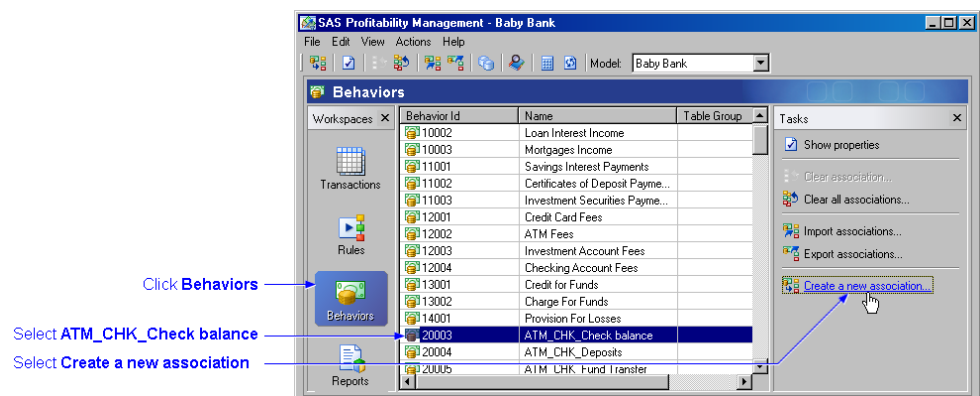 SAS Profitability Management - Baby Bank
File Edit View Actions Help
Model: Baby Bank
Behaviors
Workspaces
Transactions
Rules
Behaviors
Reports
Behavior Id Name Table Group
10002 Loan Interest Income
10003 Mortgages Income
11001 Savings Interest Payments
11002 Certificates of Deposit Payme...
11003 Investment Securities Payme...
12001 Credit Card Fees
12002 ATM Fees
12003 Investment Account Fees
12004 Checking Account Fees
13001 Credit for Funds
13002 Charge For Funds
14001 Provision For Losses
20003 ATM_CHK_Check balance
20004 ATM_CHK_Deposits
20005 ATM_CHK_Fund Transfer
Tasks
Show properties
Clear association...
Clear all associations...
Import associations...
Export associations...
Create a new association...
Click Behaviors
Select ATM_CHK_Check balance
Select Create a new association